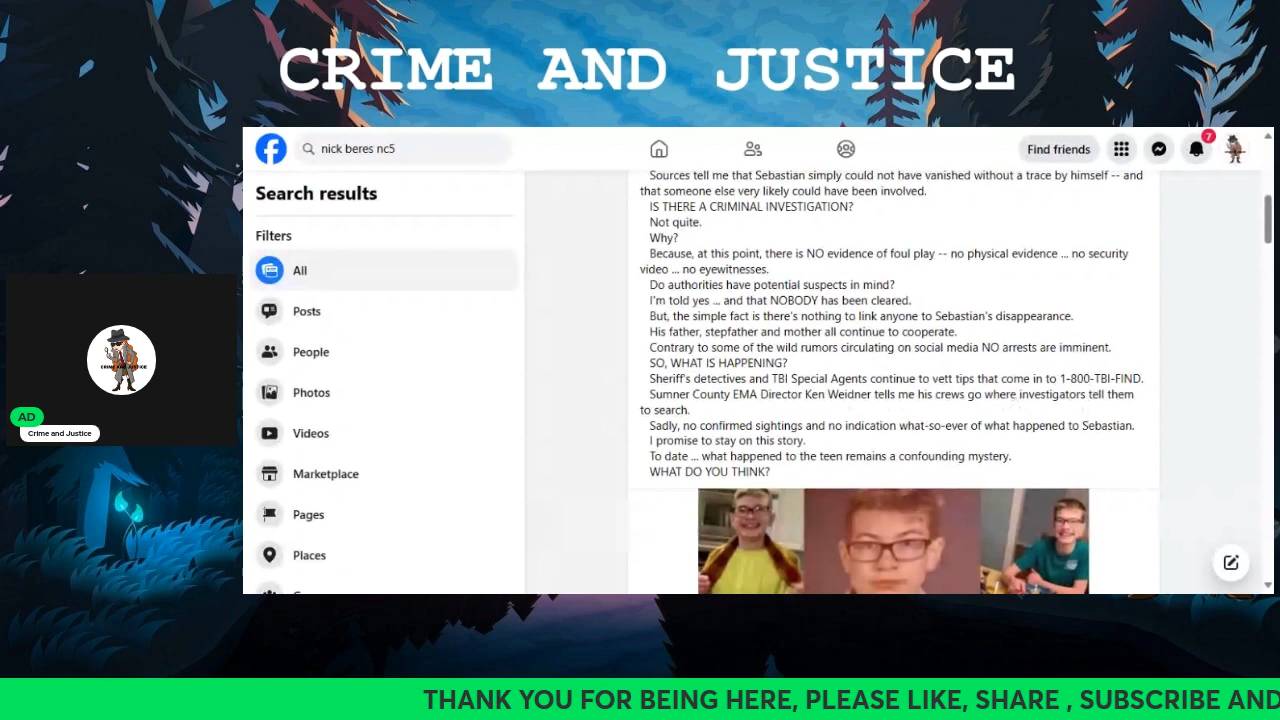 CRIME AND JUSTICE
nick beres nc5
Find friends
7
Search results
Filters
All
Posts
People
Photos
Videos
Marketplace
Pages
Places
Sources tell me that Sebastian simply could not have vanished without a trace by himself -- and
that someone else very likely could have been involved.
IS THERE A CRIMINAL INVESTIGATION?
Not quite.
Why?
Because, at this point, there is NO evidence of foul play -- no physical evidence ... no security
video ... no eyewitnesses.
Do authorities have potential suspects in mind?
I'm told yes ... and that NOBODY has been cleared.
But, the simple fact is there's nothing to link anyone to Sebastian's disappearance.
His father, stepfather and mother all continue to cooperate.
Contrary to some of the wild rumors circulating on social media NO arrests are imminent.
SO, WHAT IS HAPPENING?
Sheriff's detectives and TBI Special Agents continue to vett tips that come in to 1-800-TBI-FIND.
Sumner County EMA Director Ken Weidner tells me his crews go where investigators tell them
to search.
Sadly, no confirmed sightings and no indication what-so-ever of what happened to Sebastian.
I promise to stay on this story.
To date ... what happened to the teen remains a confounding mystery.
WHAT DO YOU THINK?
CRIME AND JUSTICE
AD
Crime and Justice
THANK YOU FOR BEING HERE, PLEASE LIKE, SHARE , SUBSCRIBE AND